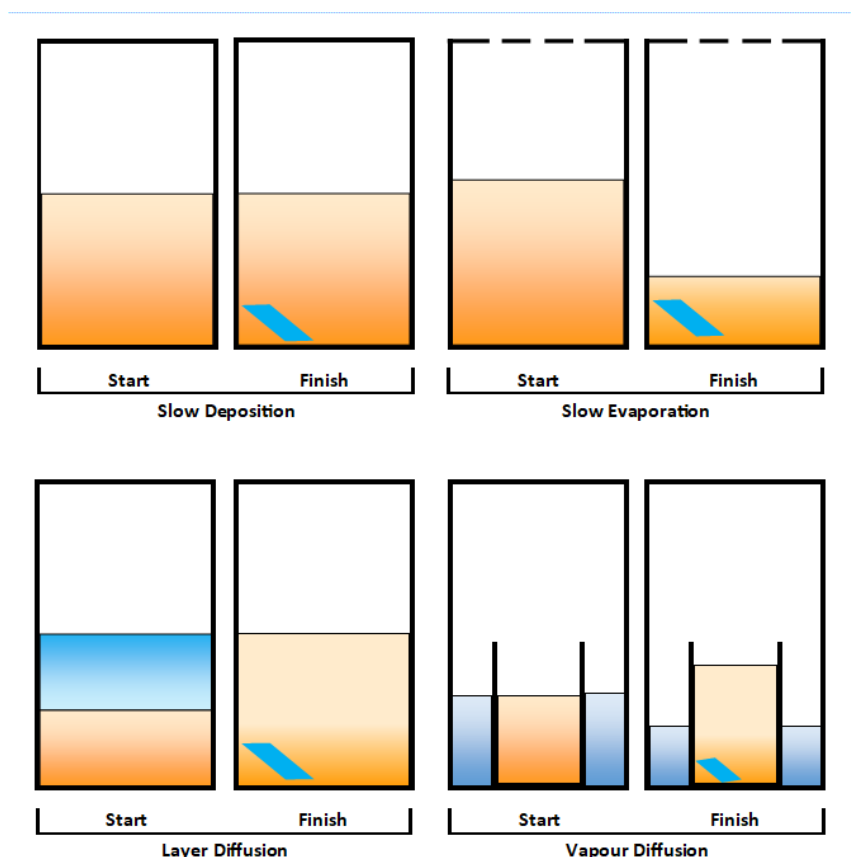 Start Finish Start Finish
Slow Deposition Slow Evaporation
Start Finish Start Finish
Layer Diffusion Vapour Diffusion